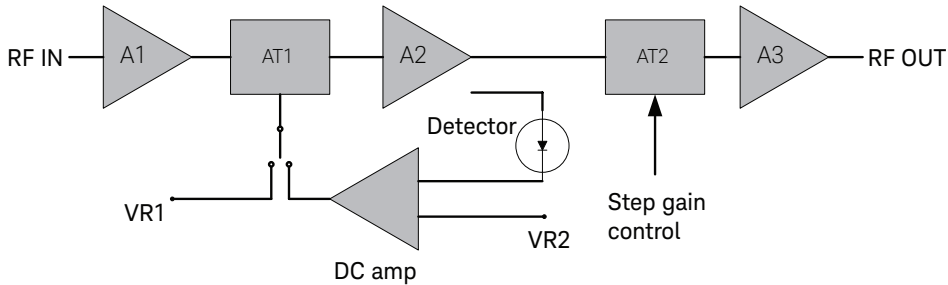 RF IN
A1
AT1
A2
AT2
A3
RF OUT
Detector
VR1
VR2
Step gain
control
DC amp